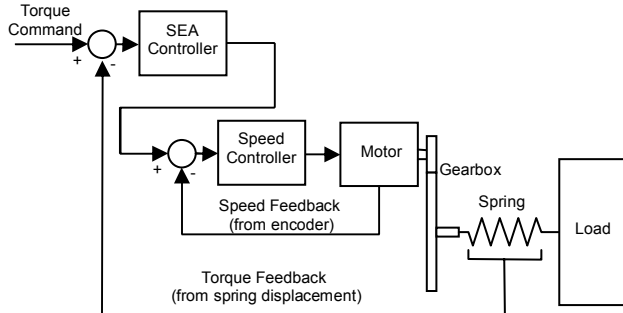 Torque
Command
+
-
SEA
Controller
+
-
Speed
Controller
Motor
Gearbox
Speed Feedback
(from encoder)
Spring
Load
Torque Feedback
(from spring displacement)